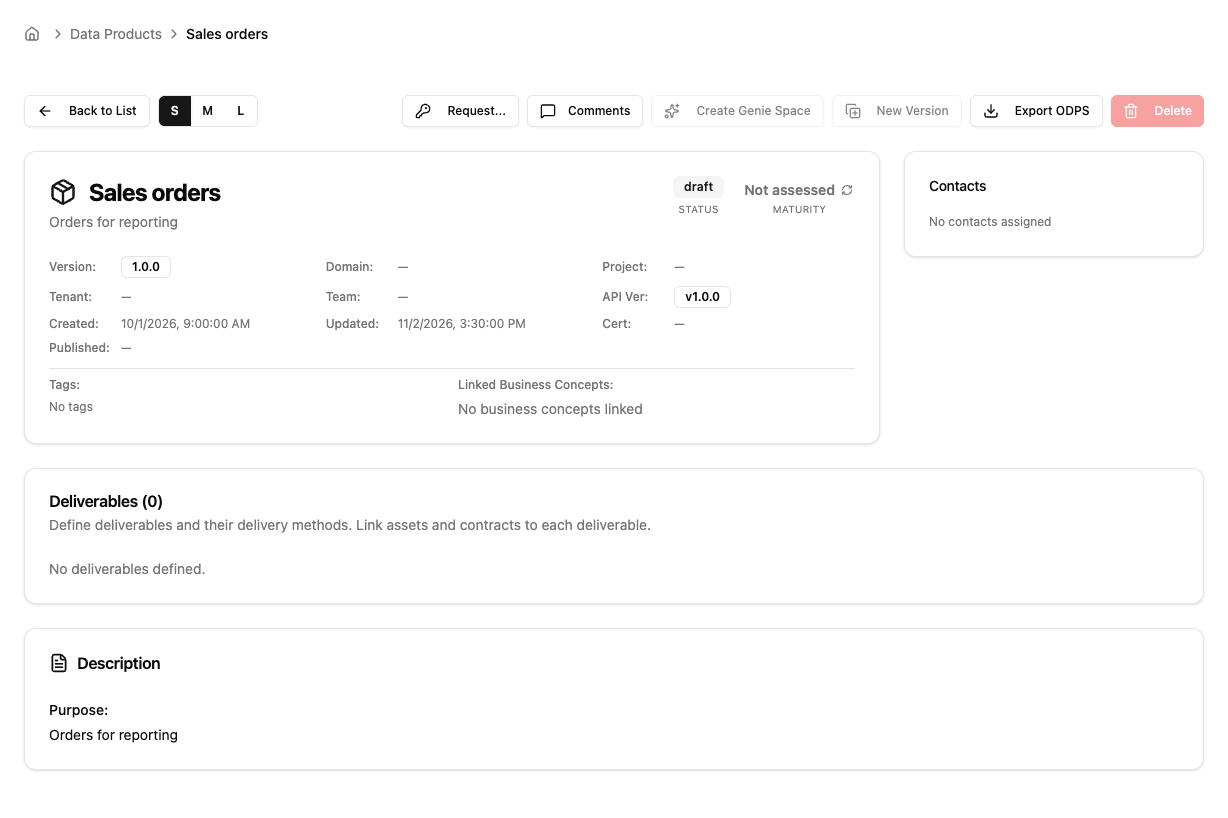 Data Products > Sales orders
Back to List S M L Request... Comments Create Genie Space New Version Export ODPS Delete
Sales orders
Orders for reporting
draft
STATUS
Not assessed
MATURITY
Version: 1.0.0 Domain: — Project: —
Tenant: — Team: — API Ver: v1.0.0
Created: 10/1/2026, 9:00:00 AM Updated: 11/2/2026, 3:30:00 PM Cert: —
Published: —
Tags:
No tags
Linked Business Concepts:
No business concepts linked
Contacts
No contacts assigned
Deliverables (0)
Define deliverables and their delivery methods. Link assets and contracts to each deliverable.
No deliverables defined.
Description
Purpose:
Orders for reporting